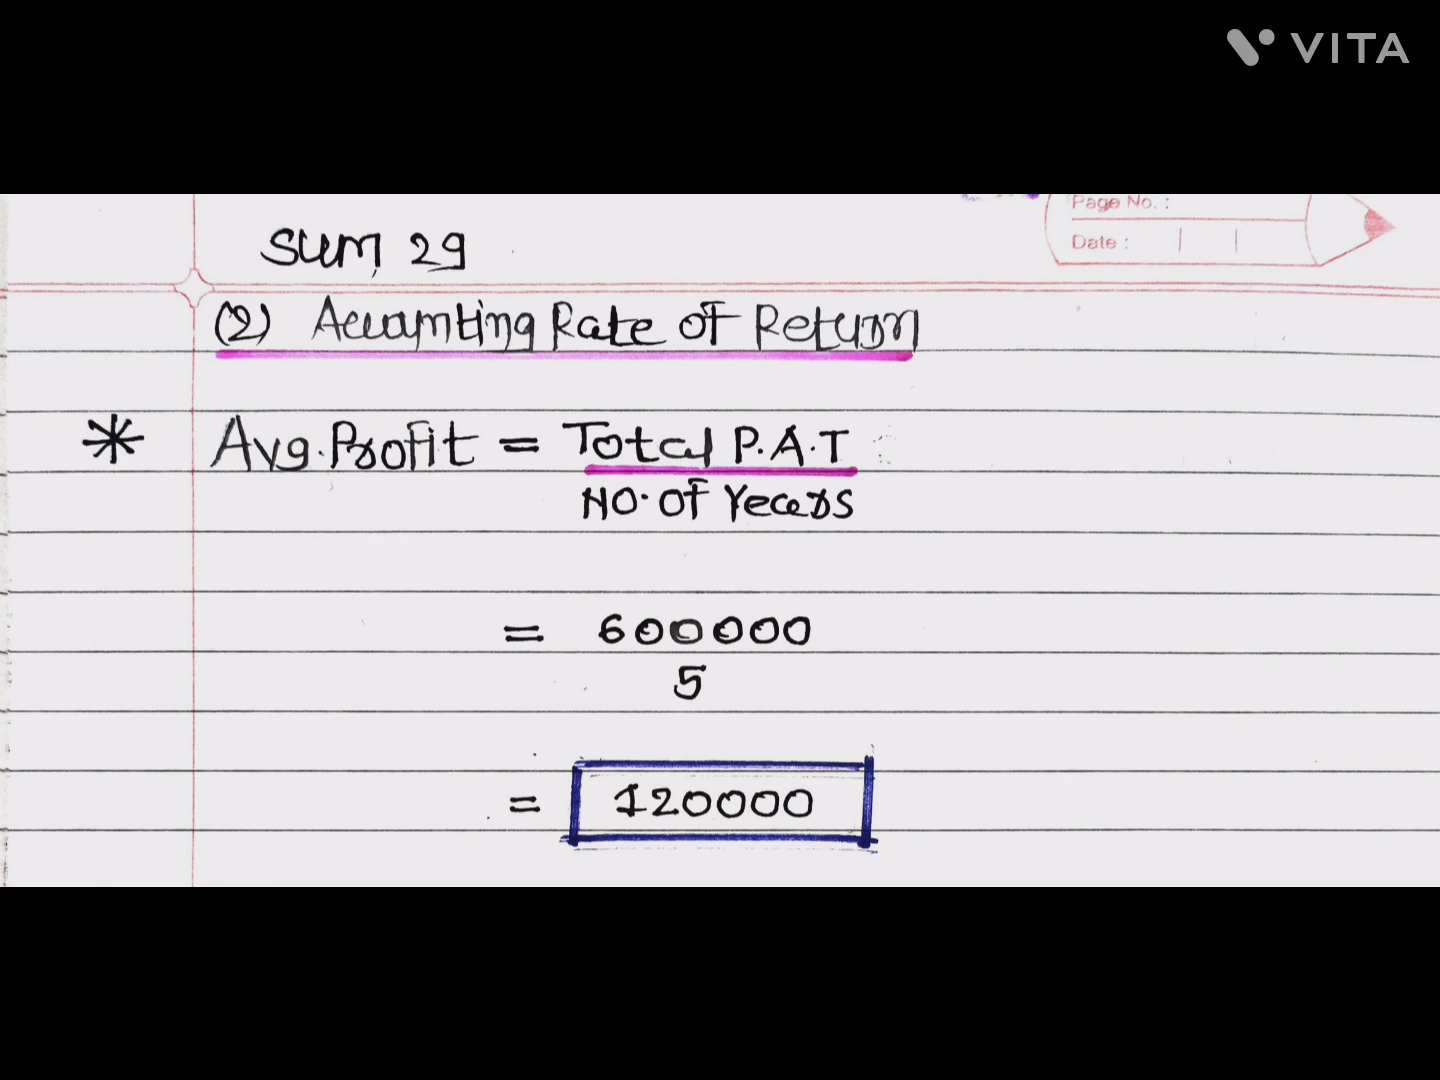 VITA
Page No. :
Date :
SUM 29
(2) Accounting Rate of Return
* Avg. Profit = Total P.A.T
No. of Years
= 600000
5
= 120000